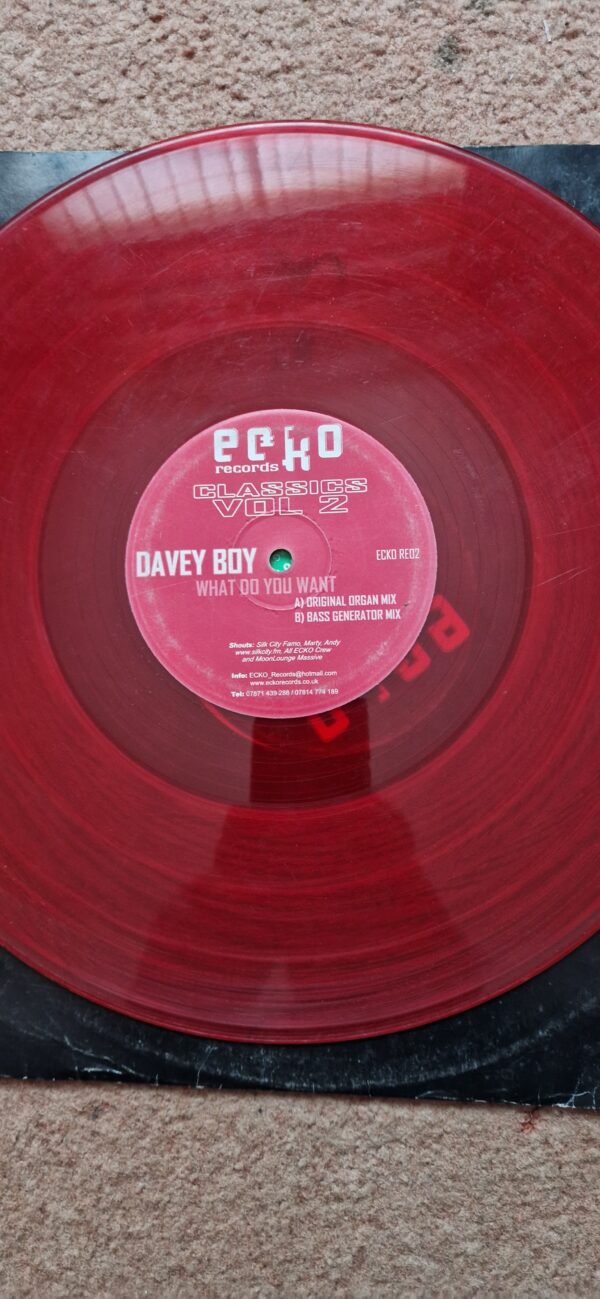 ecko
records
CLASSICS
VOL 2
DAVEY BOY
ECKO RE02
WHAT DO YOU WANT
A) ORIGINAL ORGAN MIX
B) BASS GENERATOR MIX
Shouts: Silk City Famo, Marty, Andy
www.silkcity.fm, All ECKO Crew
and MoonLounge Massive
Info: ECKO_Records@hotmail.com
www.eckorecords.co.uk
Tel: 07871 439 286 / 07814 774 189
ecko